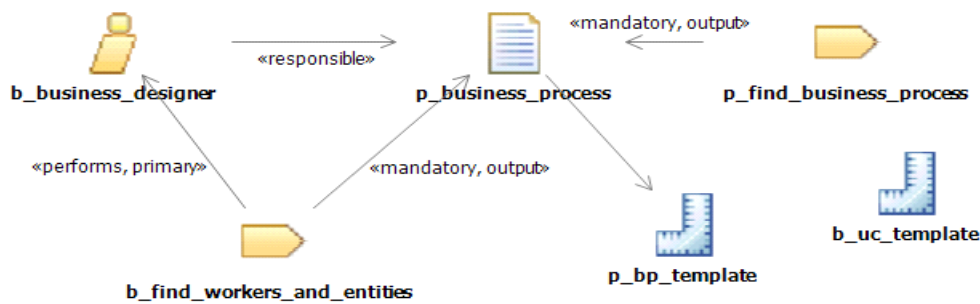 «mandatory, output»
«responsible»
b_business_designer
p_business_process
p_find_business_process
«performs, primary»
«mandatory, output»
b_uc_template
p_bp_template
b_find_workers_and_entities